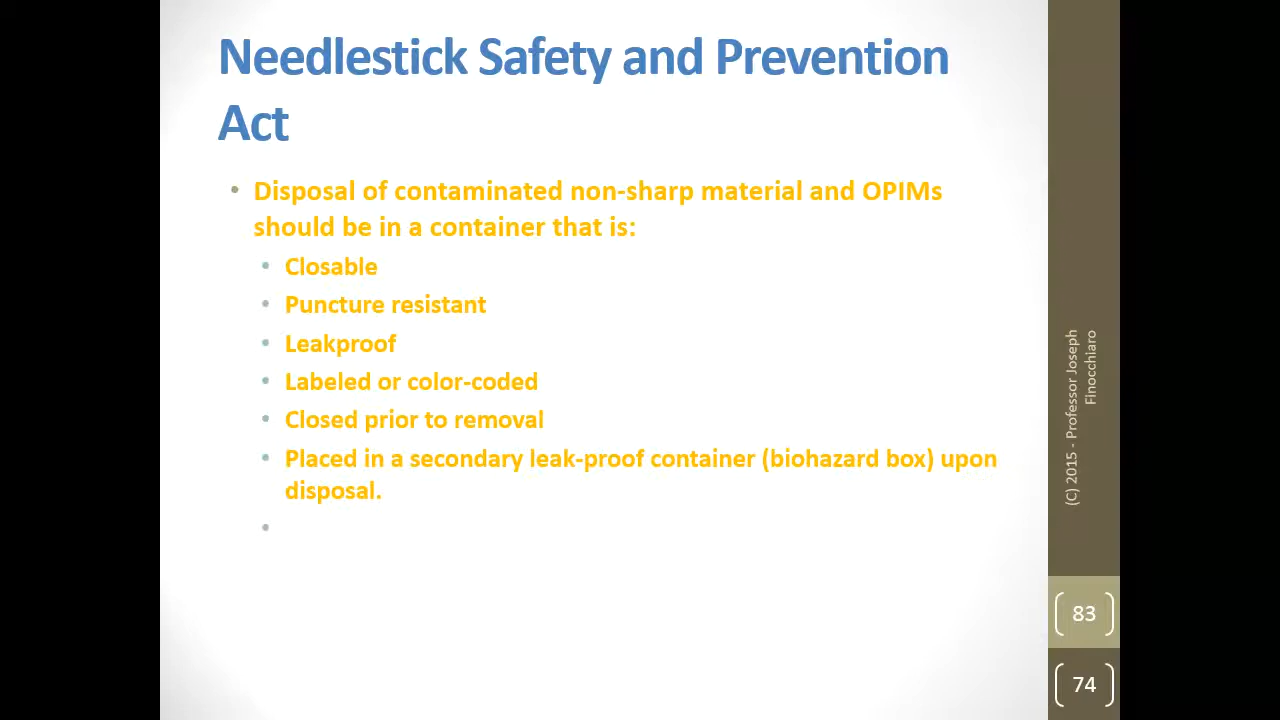 Needlestick Safety and Prevention
Act
• Disposal of contaminated non-sharp material and OPIMs
should be in a container that is:
• Closable
• Puncture resistant
• Leakproof
• Labeled or color-coded
• Closed prior to removal
• Placed in a secondary leak-proof container (biohazard box) upon
disposal.
•
(C) 2015 - Professor Joseph
Finocchiaro
83
74